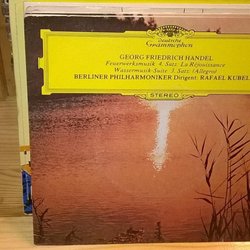 Deutsche
Grammophon
GEORG FRIEDRICH HANDEL
Feuerwerksmusik 4. Satz: La Réjouissance
Wassermusik-Suite 3. Satz (Allegro)
BERLINER PHILHARMONIKER Dirigent: RAFAEL KUBEL
STEREO